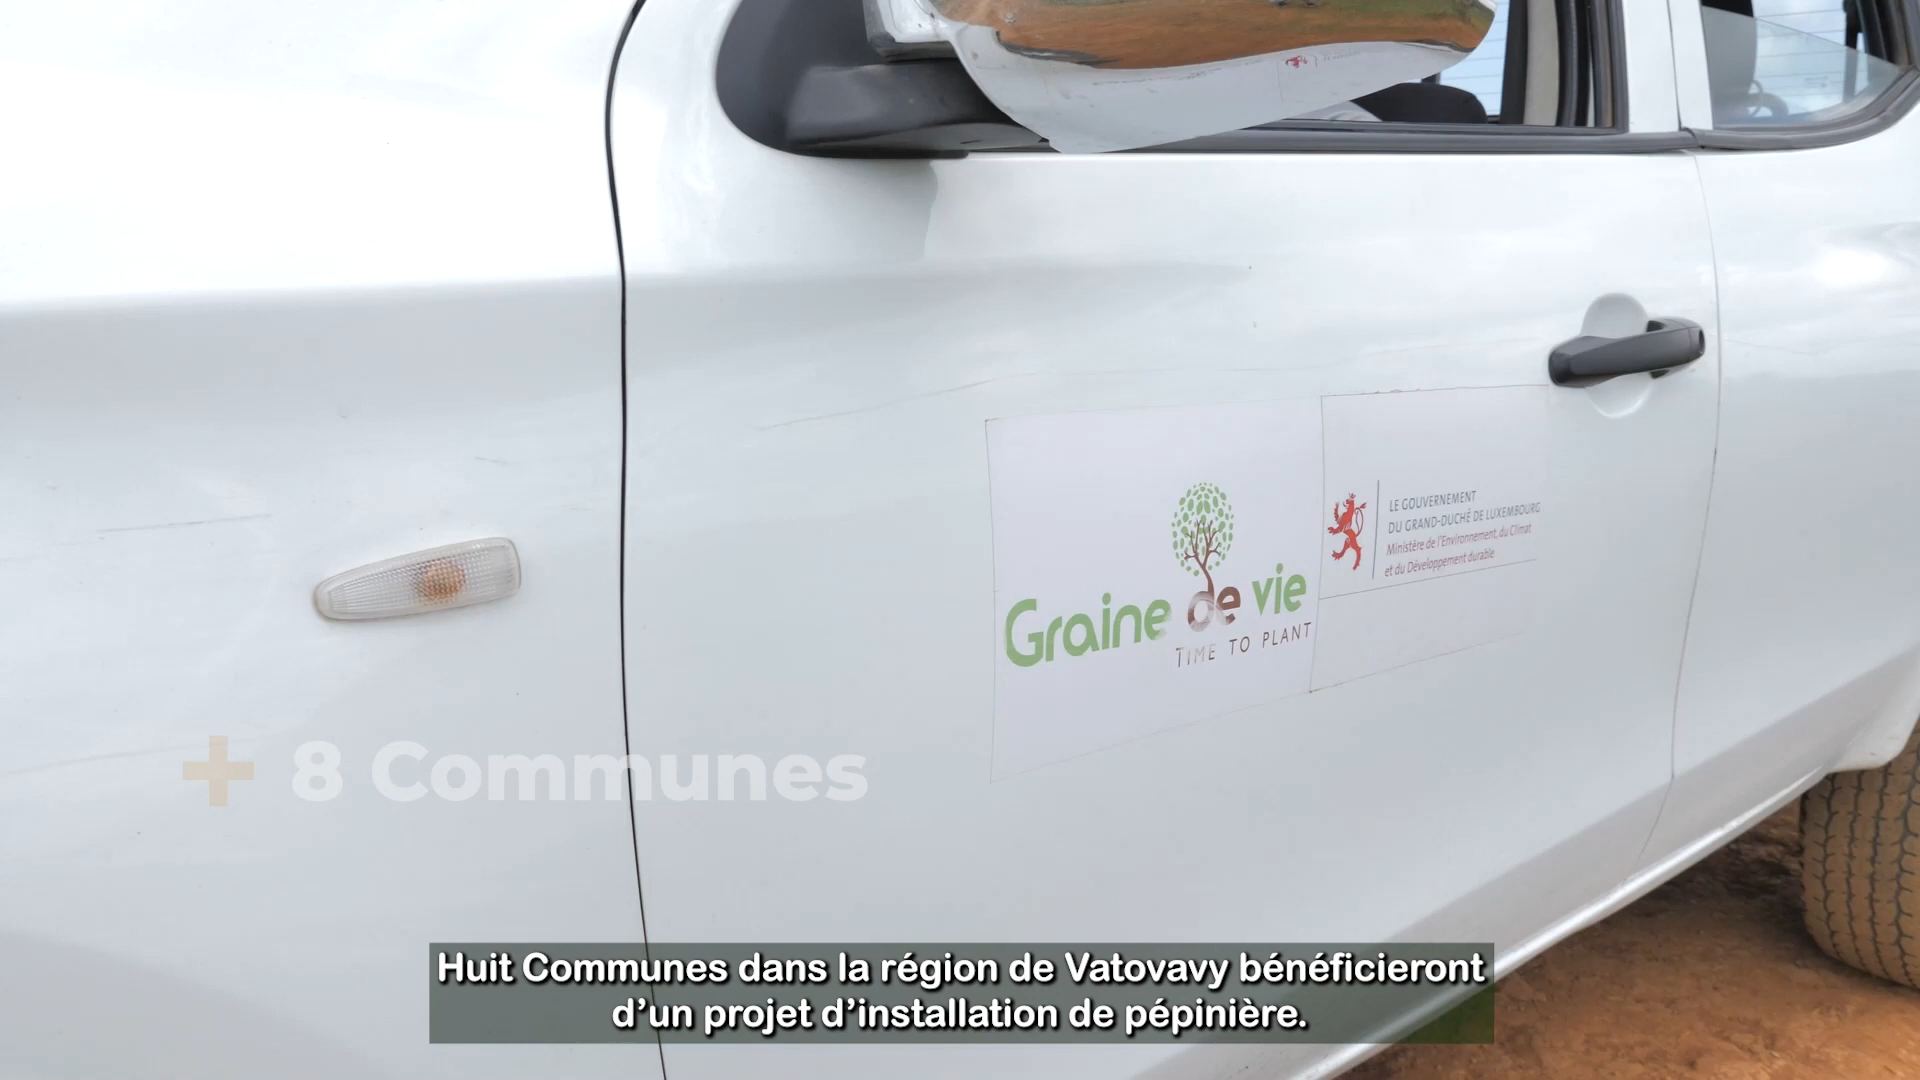 Graine de vie
TIME TO PLANT
LE GOUVERNEMENT
DU GRAND-DUCHÉ DE LUXEMBOURG
Ministère de l'Environnement, du Climat
et du Développement durable
+ 8 Communes
Huit Communes dans la région de Vatovavy bénéficieront
d'un projet d'installation de pépinière.